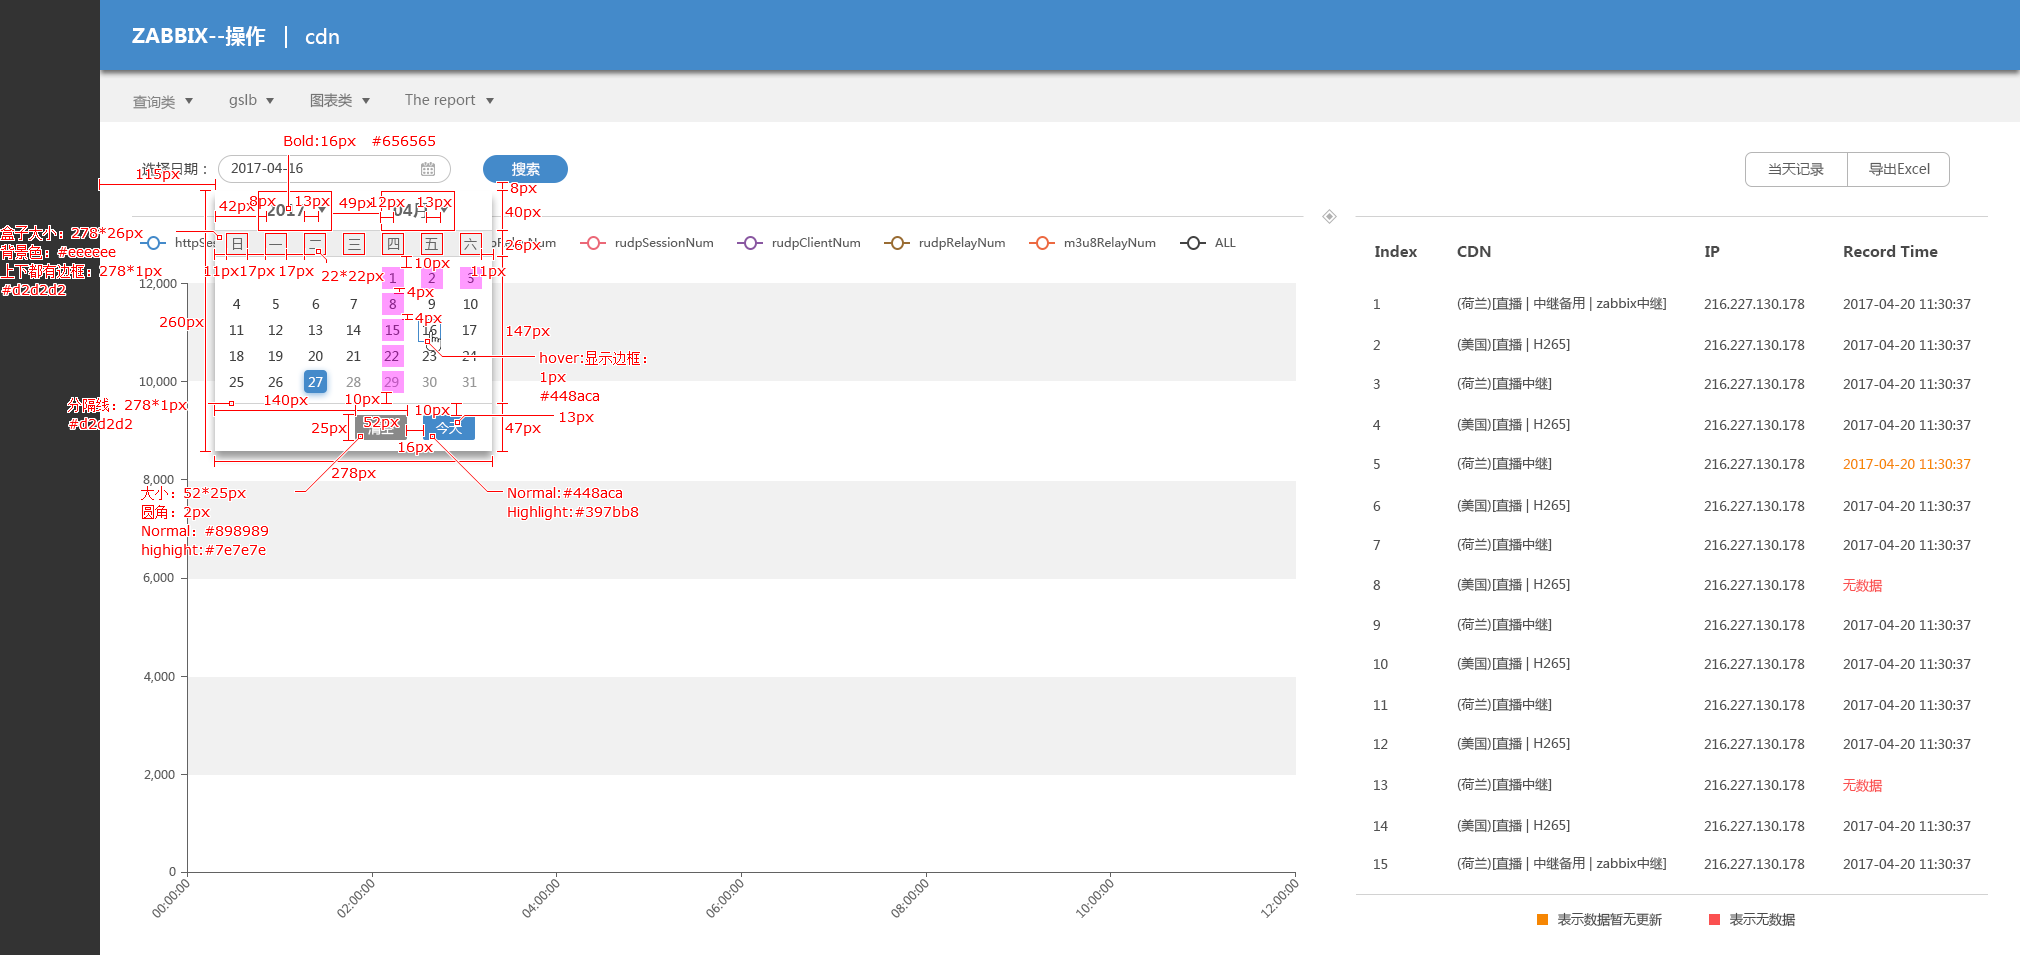 ZABBIX--操作 | cdn
查询类 gslb 图表类 The report
Bold:16px #656565
选择日期： 2017-04-16 搜索
当天记录 导出Excel
115px
8px
42px 8px 2017 13px 49px 12px 04月 13px 40px
盒子大小：278*26px
背景色：#eeeeee
上下都有边框：278*1px
#d2d2d2
日 一 二 三 四 五 六 26px
rudpSessionNum rudpClientNum rudpRelayNum m3u8RelayNum ALL
11px 17px 17px 22*22px 10px 11px
1 2 3
4px
4 5 6 7 8 9 10
4px
11 12 13 14 15 16 17
18 19 20 21 22 23 24
25 26 27 28 29 30 31
260px
147px
hover:显示边框：
1px
#448aca
分隔线：278*1px
#d2d2d2
140px 10px 10px 13px
25px 52px 今天 47px
16px
278px
大小：52*25px
圆角：2px
Normal：#898989
highight:#7e7e7e
Normal:#448aca
Highlight:#397bb8
12,000
10,000
8,000
6,000
4,000
2,000
0
00:00:00 02:00:00 04:00:00 06:00:00 08:00:00 10:00:00 12:00:00
Index CDN IP Record Time
1 (荷兰)[直播 | 中继备用 | zabbix中继] 216.227.130.178 2017-04-20 11:30:37
2 (美国)[直播 | H265] 216.227.130.178 2017-04-20 11:30:37
3 (荷兰)[直播中继] 216.227.130.178 2017-04-20 11:30:37
4 (美国)[直播 | H265] 216.227.130.178 2017-04-20 11:30:37
5 (荷兰)[直播中继] 216.227.130.178 2017-04-20 11:30:37
6 (美国)[直播 | H265] 216.227.130.178 2017-04-20 11:30:37
7 (荷兰)[直播中继] 216.227.130.178 2017-04-20 11:30:37
8 (美国)[直播 | H265] 216.227.130.178 无数据
9 (荷兰)[直播中继] 216.227.130.178 2017-04-20 11:30:37
10 (美国)[直播 | H265] 216.227.130.178 2017-04-20 11:30:37
11 (荷兰)[直播中继] 216.227.130.178 2017-04-20 11:30:37
12 (美国)[直播 | H265] 216.227.130.178 2017-04-20 11:30:37
13 (荷兰)[直播中继] 216.227.130.178 无数据
14 (美国)[直播 | H265] 216.227.130.178 2017-04-20 11:30:37
15 (荷兰)[直播 | 中继备用 | zabbix中继] 216.227.130.178 2017-04-20 11:30:37
表示数据暂无更新 表示无数据